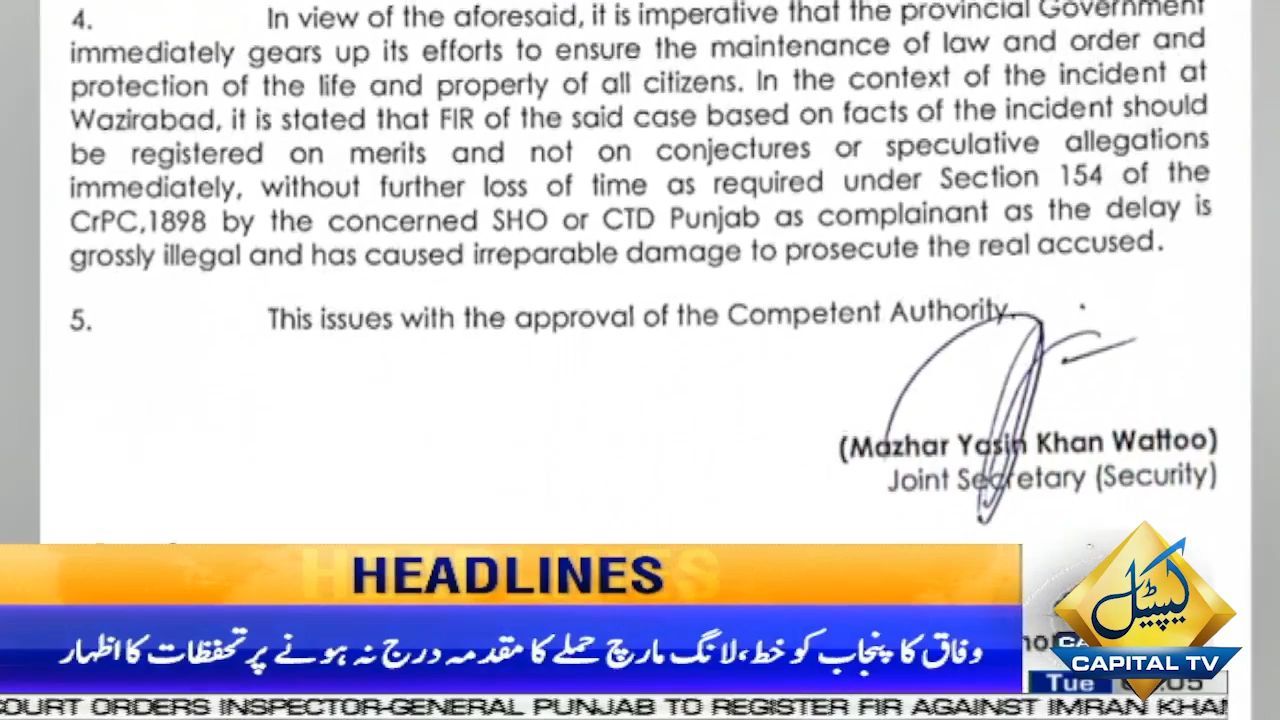 4. In view of the aforesaid, it is imperative that the provincial Government
immediately gears up its efforts to ensure the maintenance of law and order and
protection of the life and property of all citizens. In the context of the incident at
Wazirabad, it is stated that FIR of the said case based on facts of the incident should
be registered on merits and not on conjectures or speculative allegations
immediately, without further loss of time as required under Section 154 of the
CrPC,1898 by the concerned SHO or CTD Punjab as complainant as the delay is
grossly illegal and has caused irreparable damage to prosecute the real accused.
5. This issues with the approval of the Competent Authority.
(Mazhar Yasin Khan Wattoo)
Joint Secretary (Security)
HEADLINES
وفاق کا پنجاب کو خط،لانگ مارچ حملے کا مقدمہ درج نہ ہونے پر تحفظات کا اظہار
کیپیٹل
CAPITAL TV
Tue
COURT ORDERS INSPECTOR-GENERAL PUNJAB TO REGISTER FIR AGAINST IMRAN KHAN